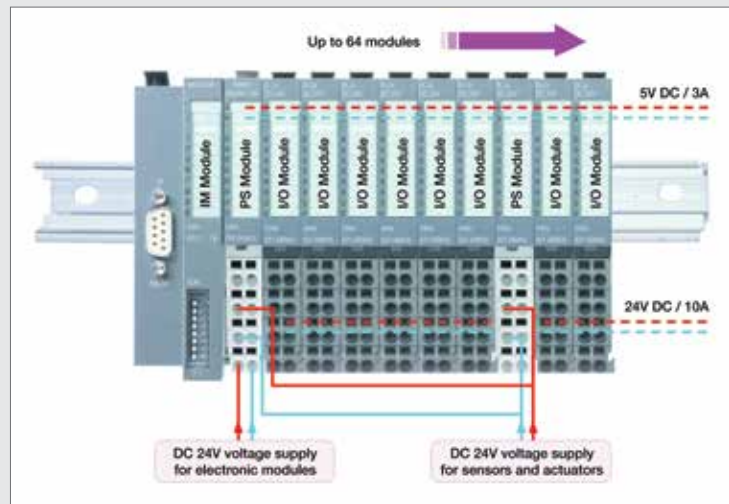 Up to 64 modules
5V DC / 3A
IM Module
PS Module
I/O Module
I/O Module
I/O Module
I/O Module
I/O Module
I/O Module
PS Module
I/O Module
I/O Module
24V DC / 10A
DC 24V voltage supply
for electronic modules
DC 24V voltage supply
for sensors and actuators